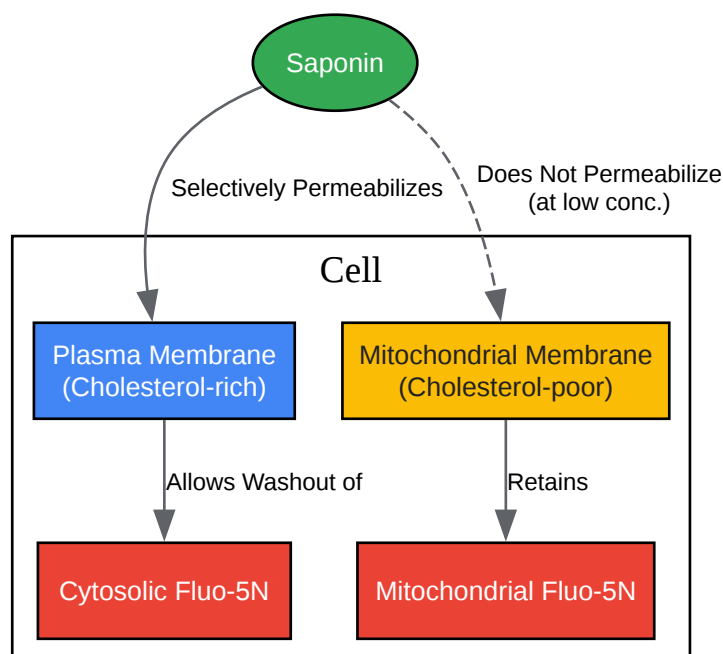 Saponin
Selectively Permeabilizes
Does Not Permeabilize
(at low conc.)
Cell
Plasma Membrane
(Cholesterol-rich)
Mitochondrial Membrane
(Cholesterol-poor)
Allows Washout of
Retains
Cytosolic Fluo-5N
Mitochondrial Fluo-5N